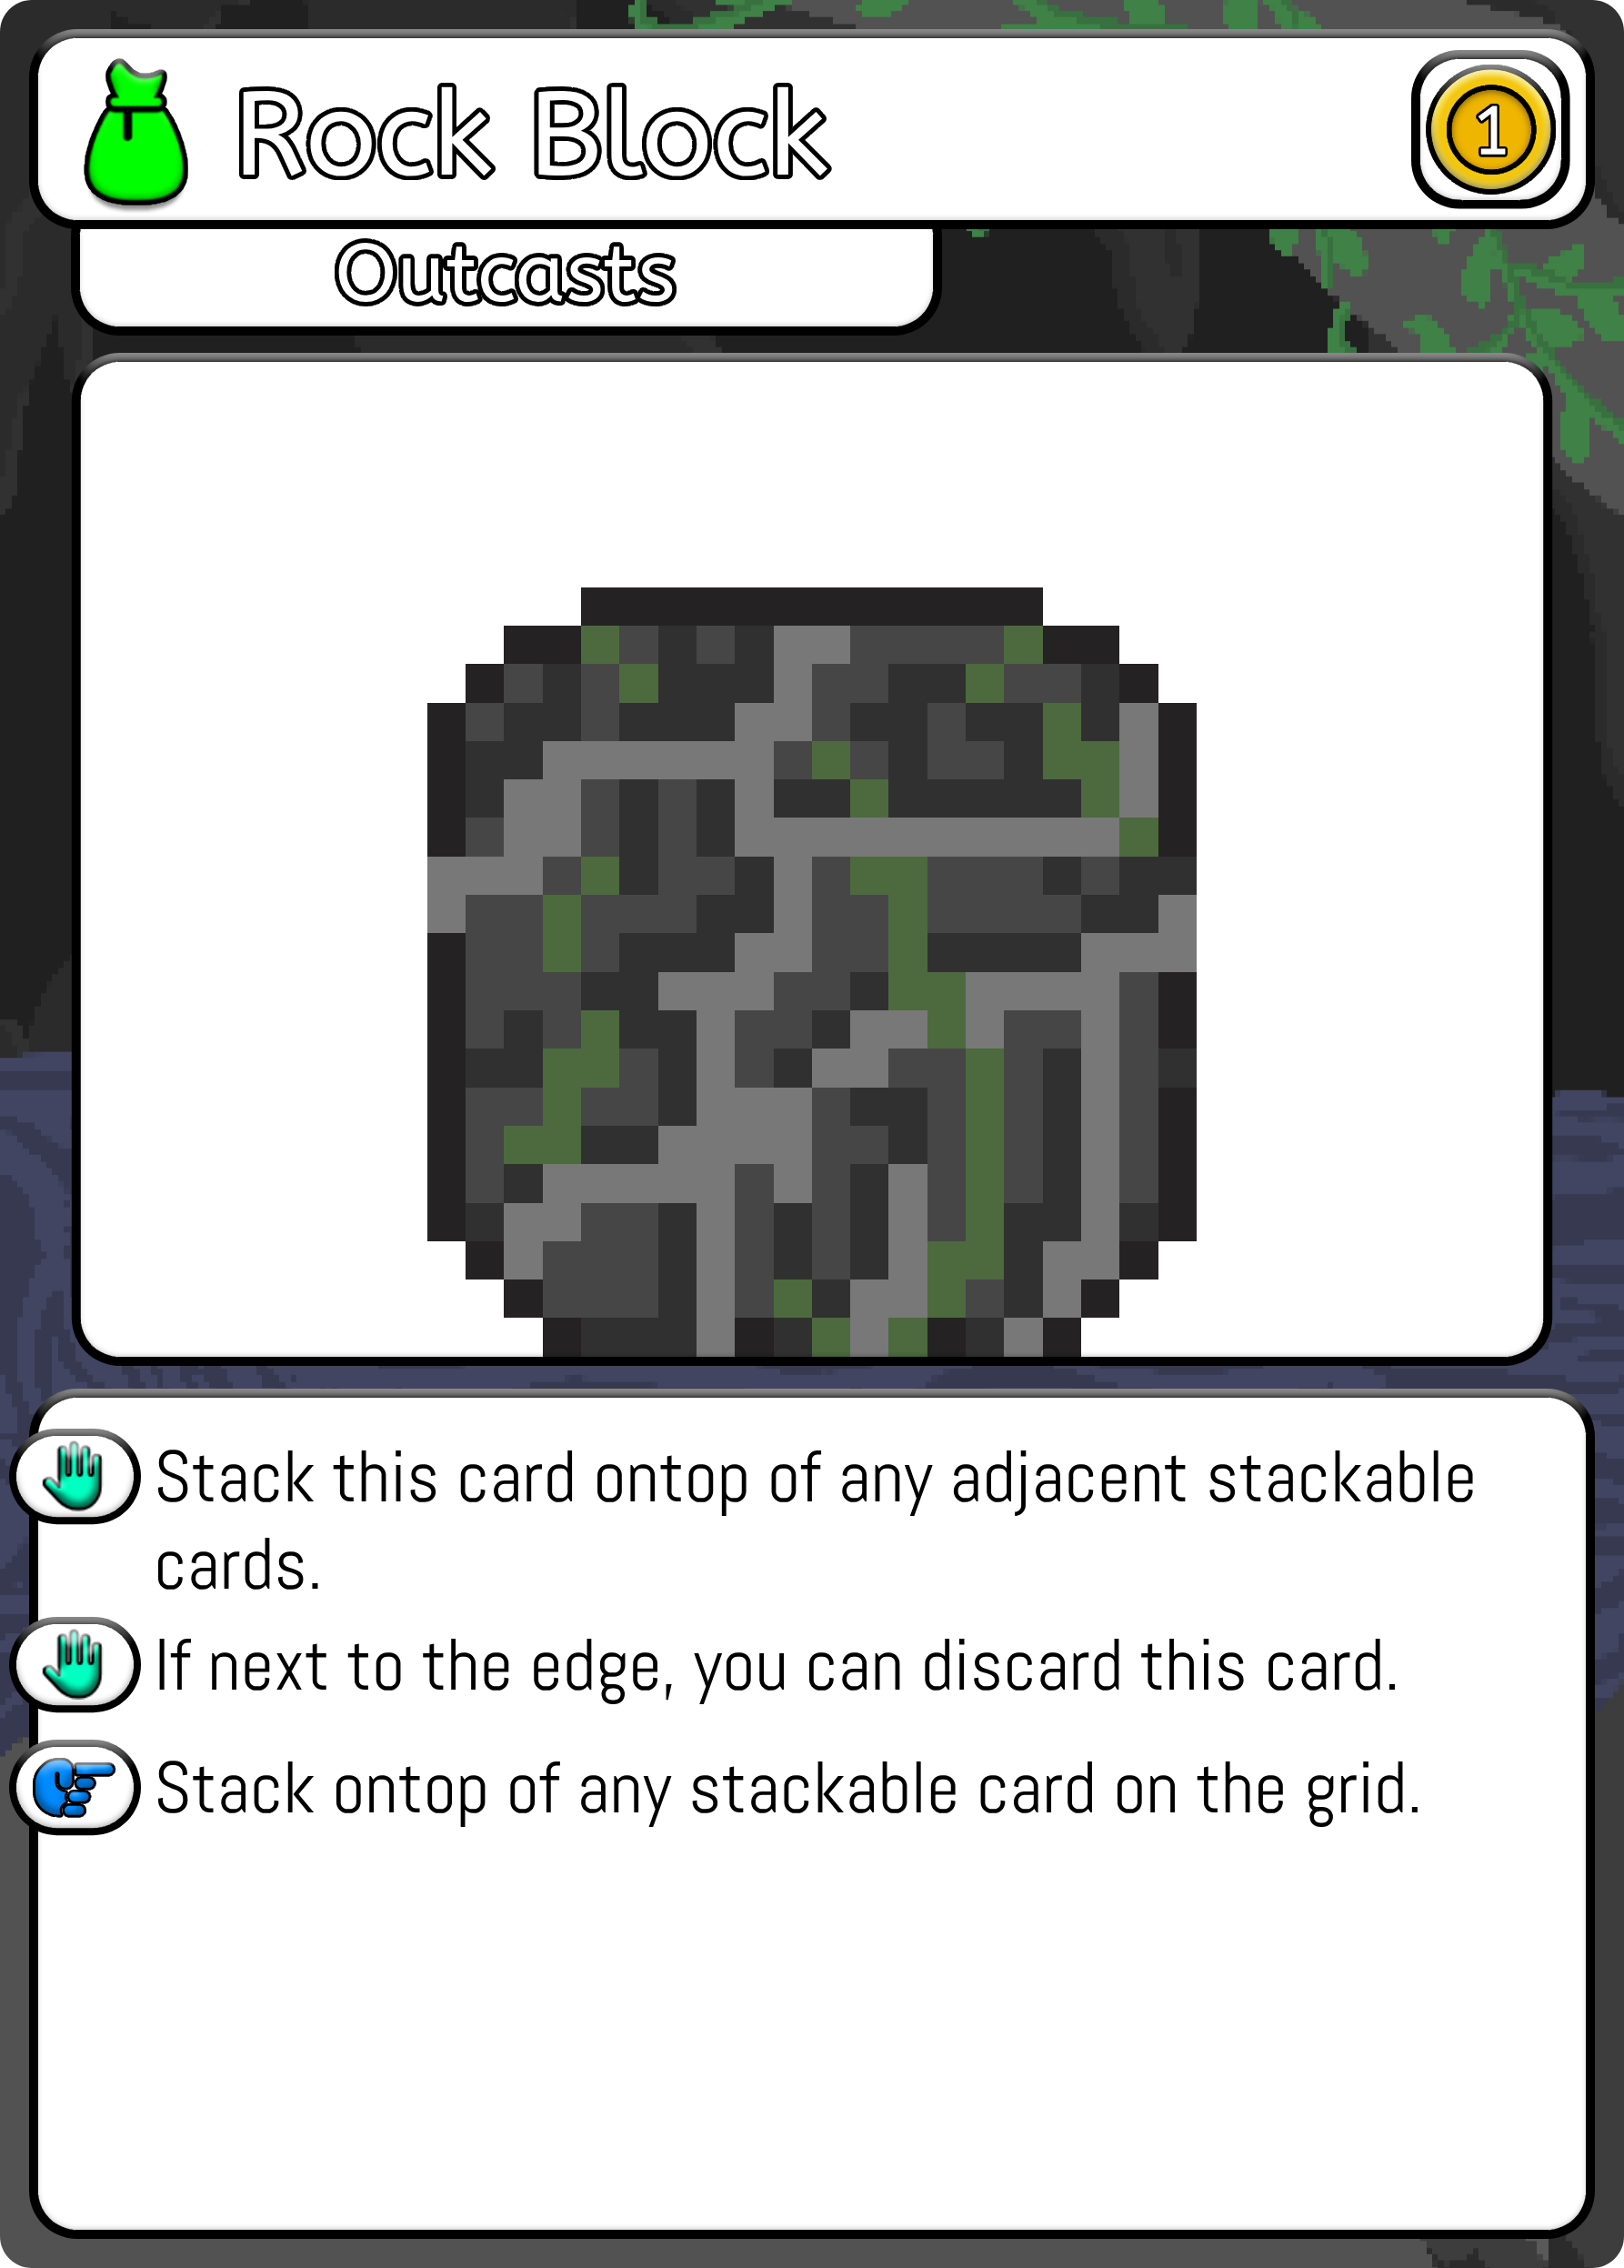 Rock Block
1
Outcasts
Stack this card ontop of any adjacent stackable
cards.
If next to the edge, you can discard this card.
Stack ontop of any stackable card on the grid.